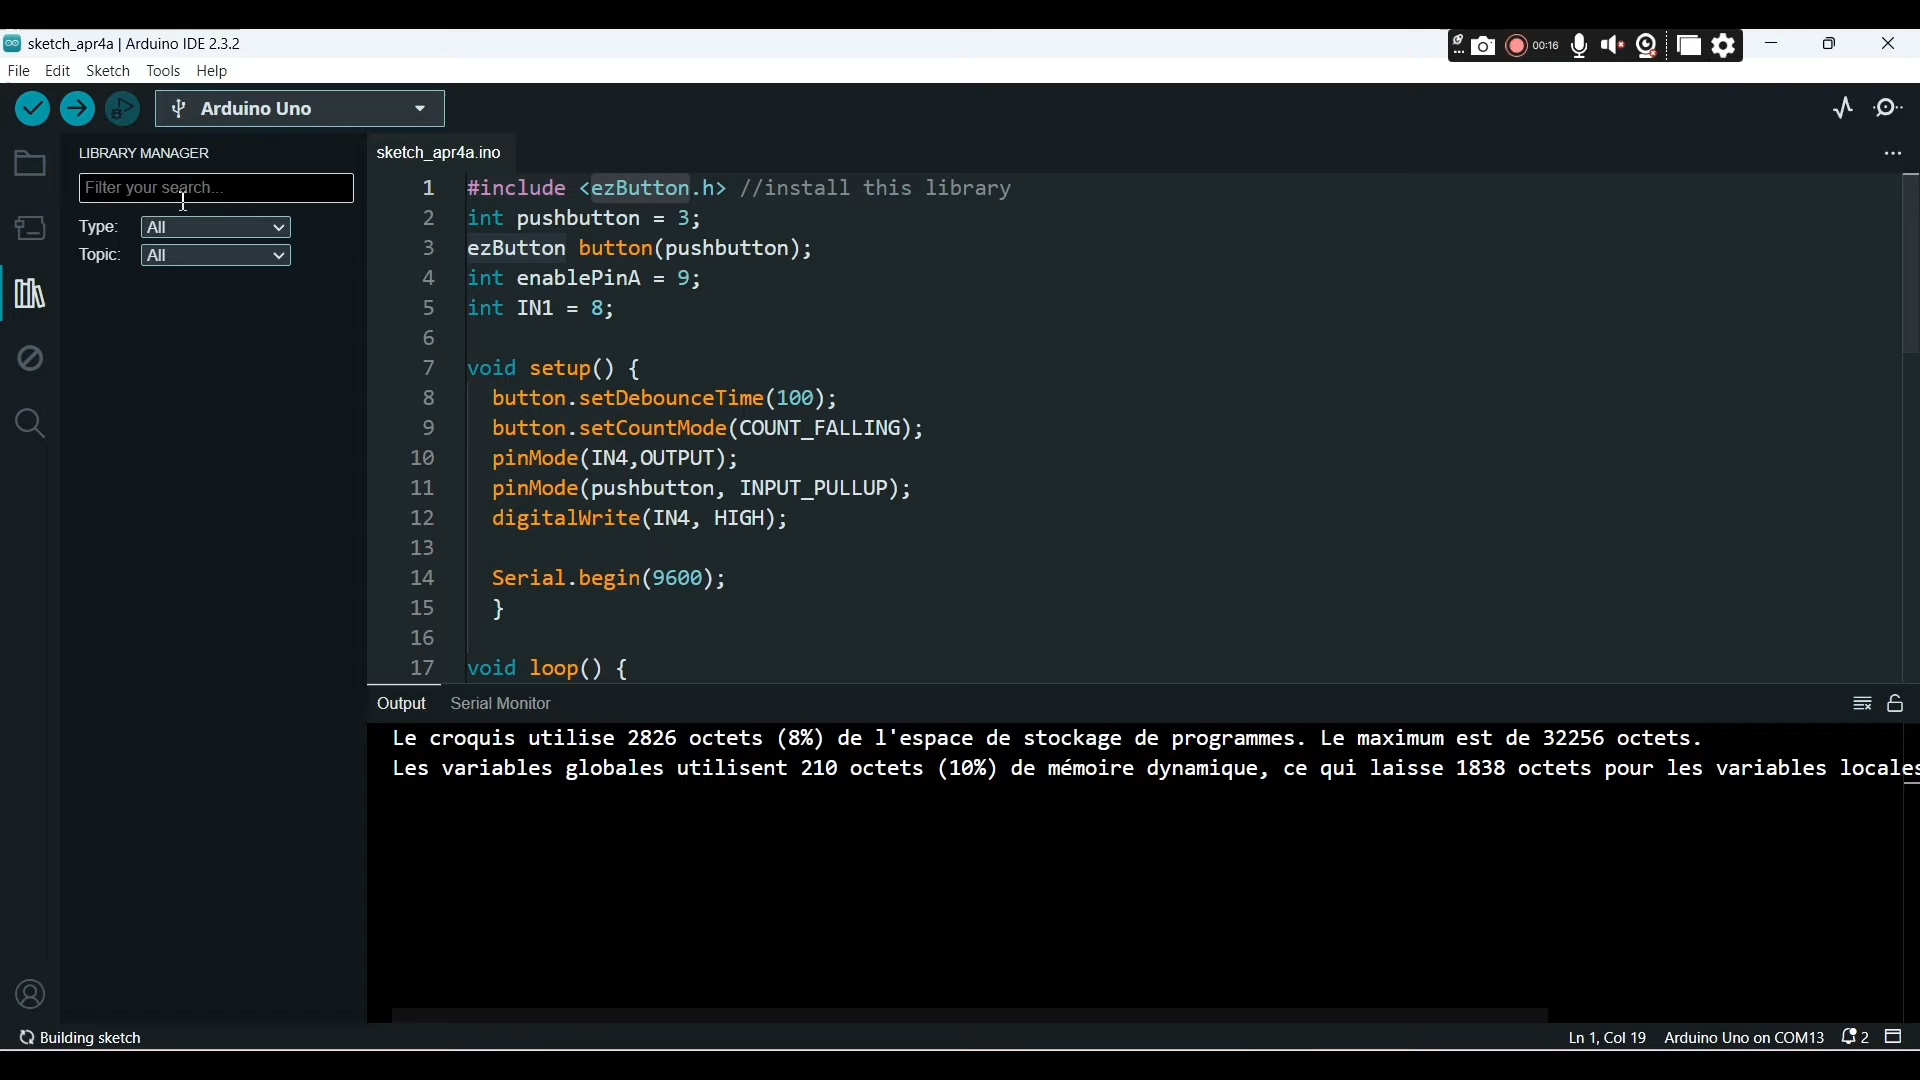 sketch_apr4a | Arduino IDE 2.3.2
00:16
File Edit Sketch Tools Help
Arduino Uno
LIBRARY MANAGER
Filter your search...
Type: All
Topic: All
sketch_apr4a.ino
1 #include <ezButton.h> //install this library
2 int pushbutton = 3;
3 ezButton button(pushbutton);
4 int enablePinA = 9;
5 int IN1 = 8;
6
7 void setup() {
8 button.setDebounceTime(100);
9 button.setCountMode(COUNT_FALLING);
10 pinMode(IN4,OUTPUT);
11 pinMode(pushbutton, INPUT_PULLUP);
12 digitalWrite(IN4, HIGH);
13
14 Serial.begin(9600);
15 }
16
17 void loop() {
Output Serial Monitor
Le croquis utilise 2826 octets (8%) de l'espace de stockage de programmes. Le maximum est de 32256 octets.
Les variables globales utilisent 210 octets (10%) de mémoire dynamique, ce qui laisse 1838 octets pour les variables locales
Building sketch Ln 1, Col 19 Arduino Uno on COM13 2